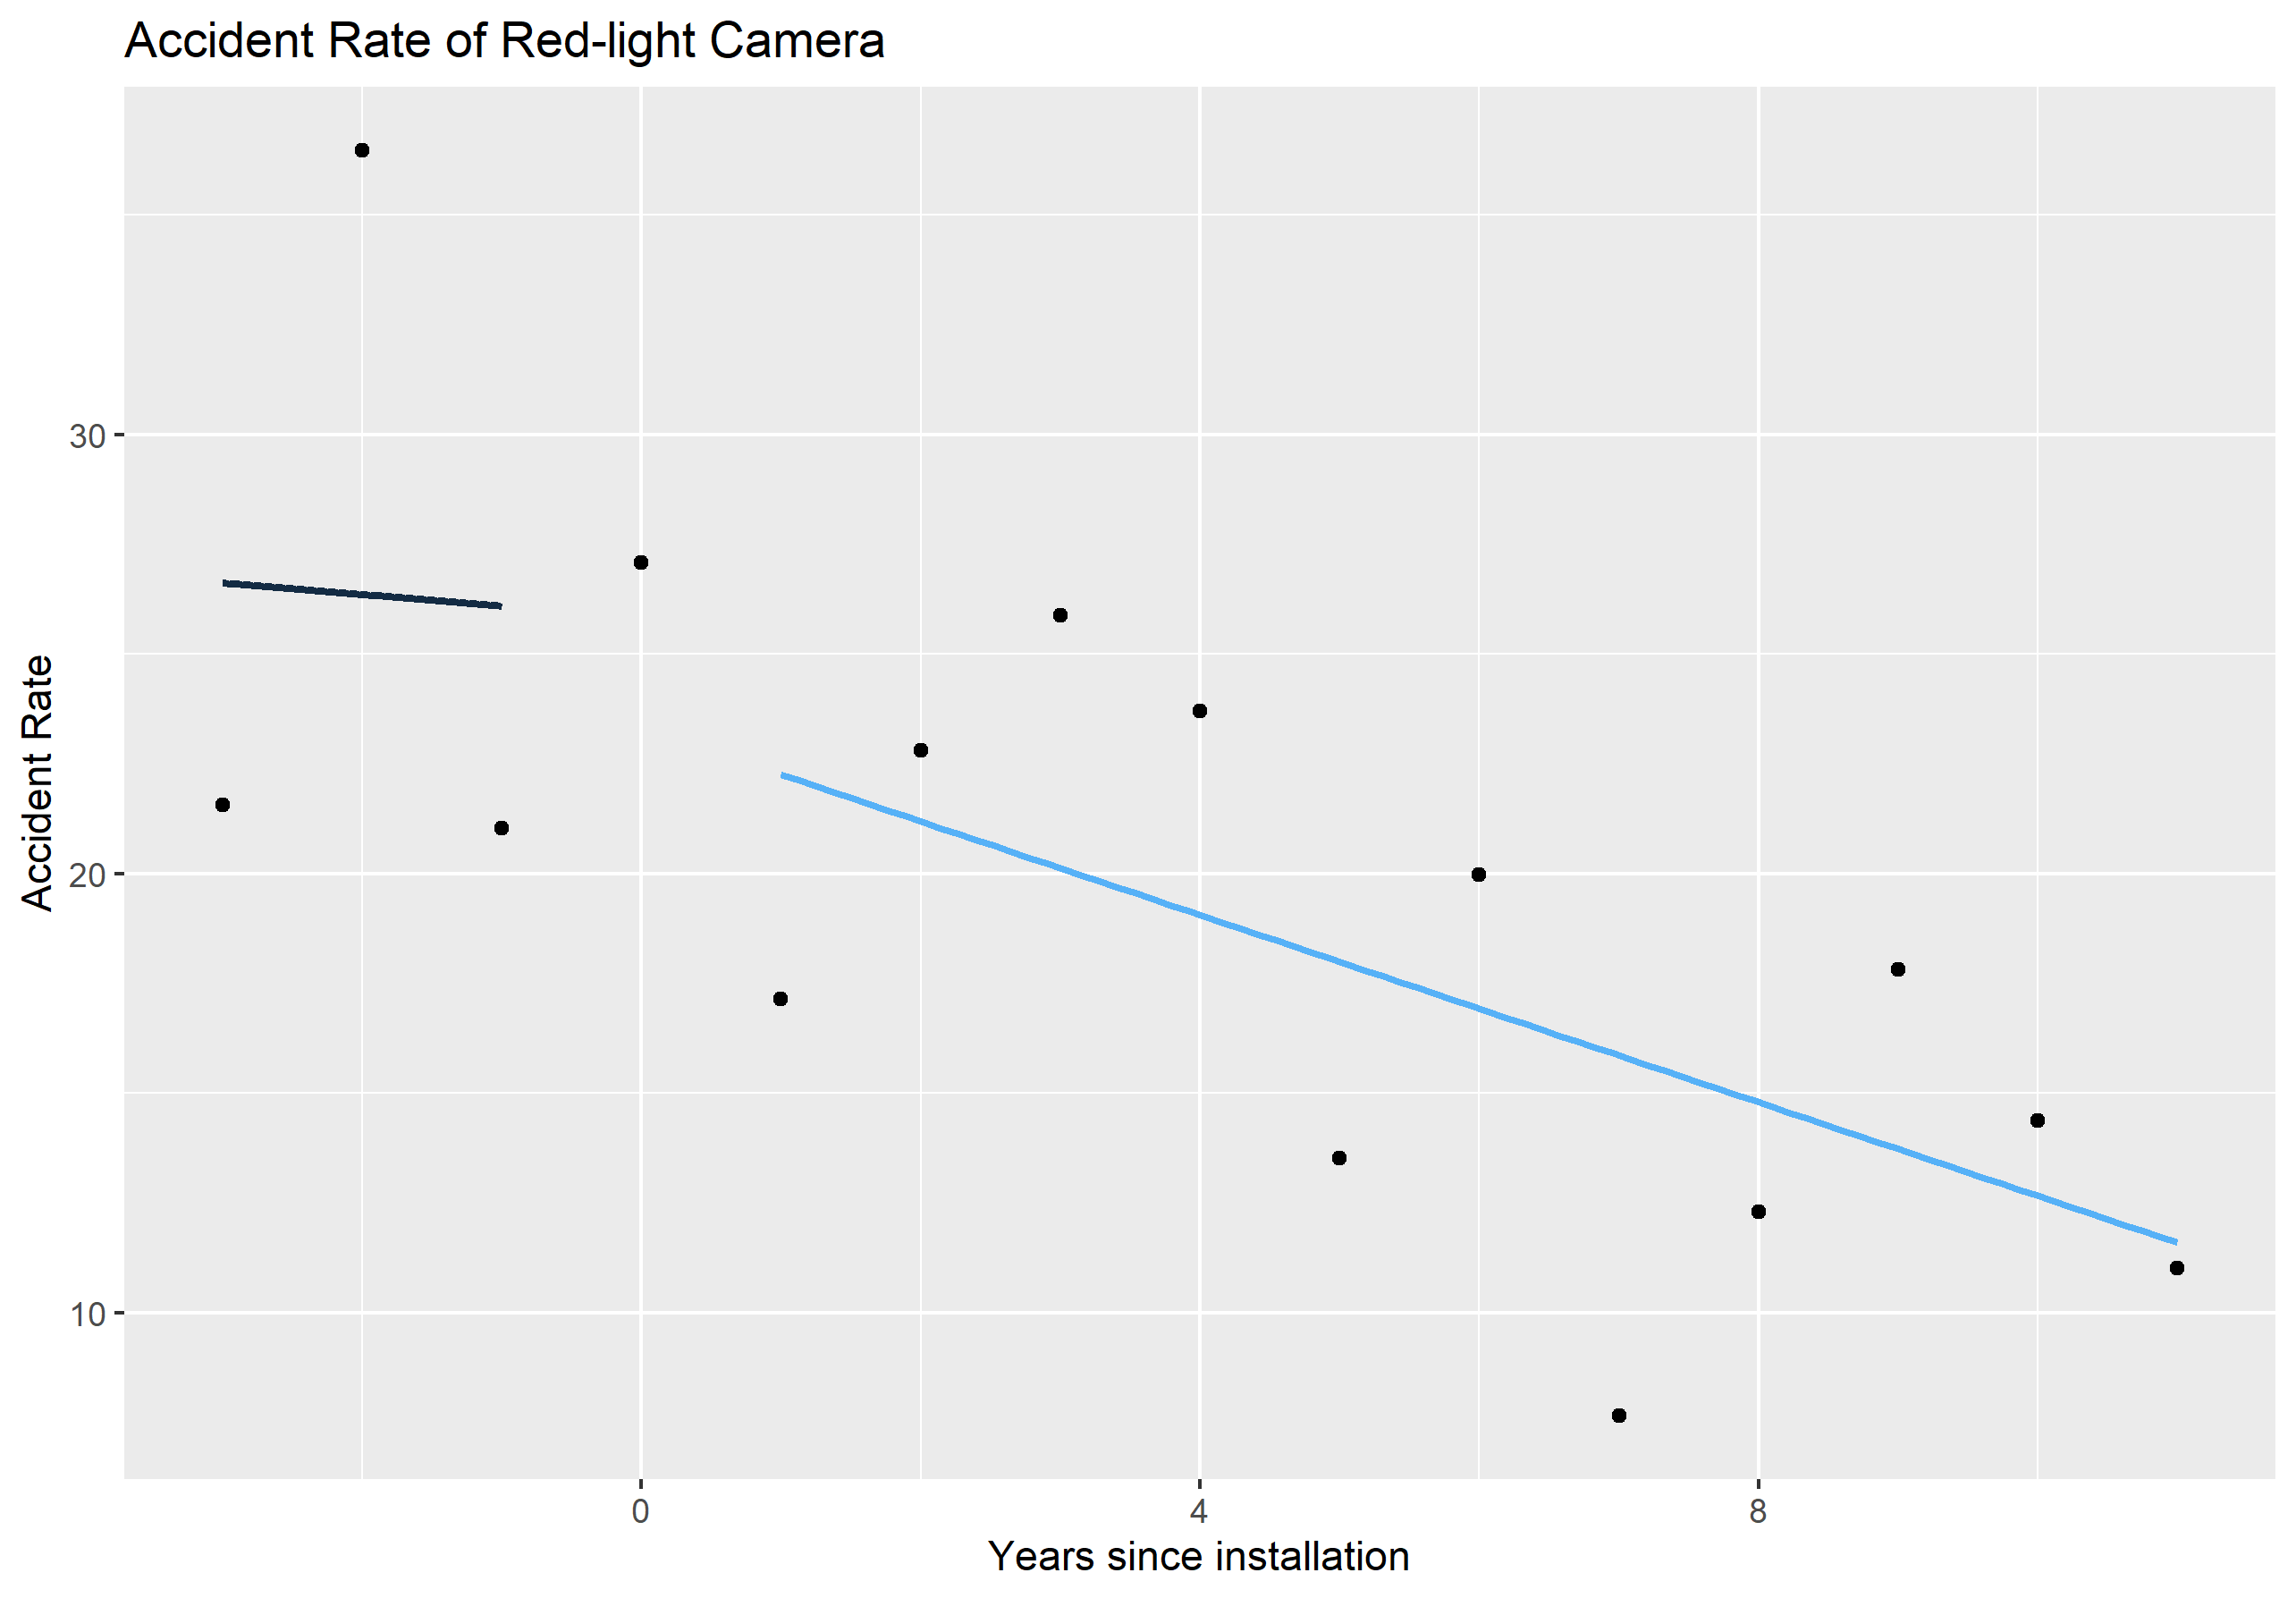 Accident Rate of Red-light Camera
30
20
10
Accident Rate
0 4 8
Years since installation